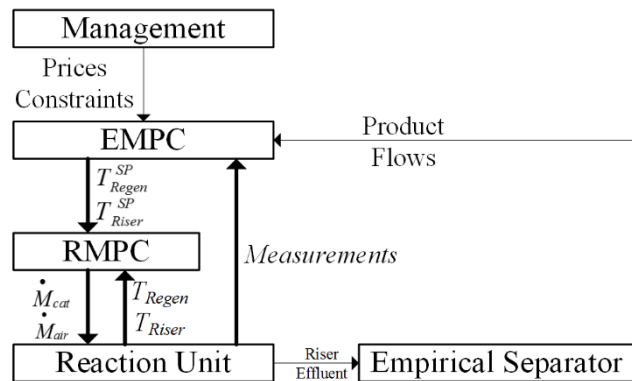 Management
Prices
Constraints
EMPC
Product
Flows
T^{SP}_{Regen}
T^{SP}_{Riser}
RMPC
Measurements
Ṁ_{cat}
Ṁ_{air}
T_{Regen}
T_{Riser}
Reaction Unit
Riser
Effluent
Empirical Separator